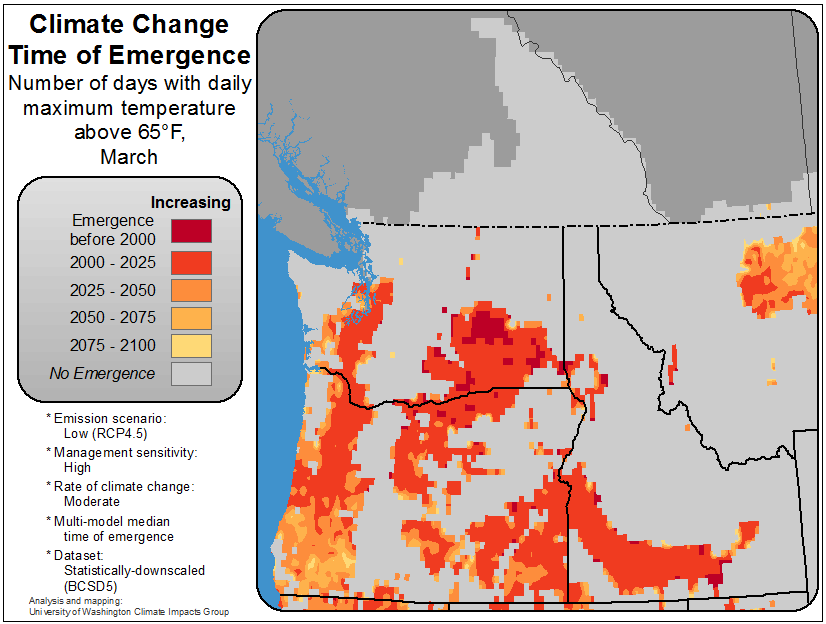 Climate Change
Time of Emergence
Number of days with daily
maximum temperature
above 65°F,
March
Increasing
Emergence
before 2000
2000 - 2025
2025 - 2050
2050 - 2075
2075 - 2100
No Emergence
* Emission scenario:
Low (RCP4.5)
* Management sensitivity:
High
* Rate of climate change:
Moderate
* Multi-model median
time of emergence
* Dataset:
Statistically-downscaled
(BCSD5)
Analysis and mapping:
University of Washington Climate Impacts Group